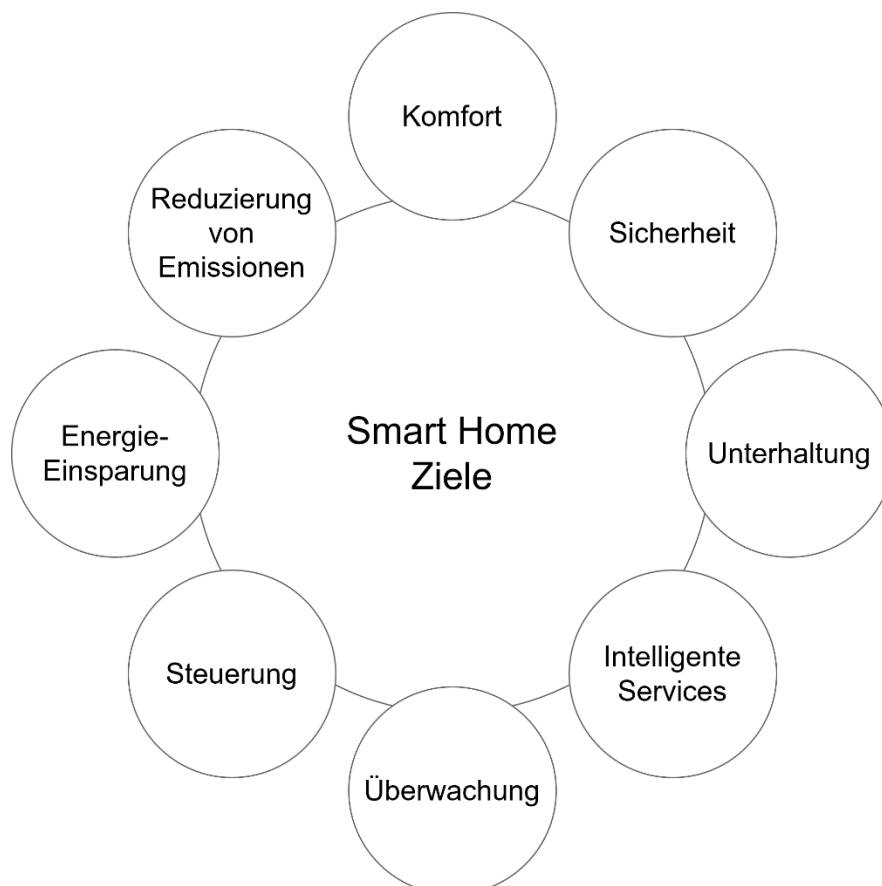 Komfort
Reduzierung
von
Emissionen
Sicherheit
Smart Home
Ziele
Energie-
Einsparung
Unterhaltung
Steuerung
Intelligente
Services
Überwachung